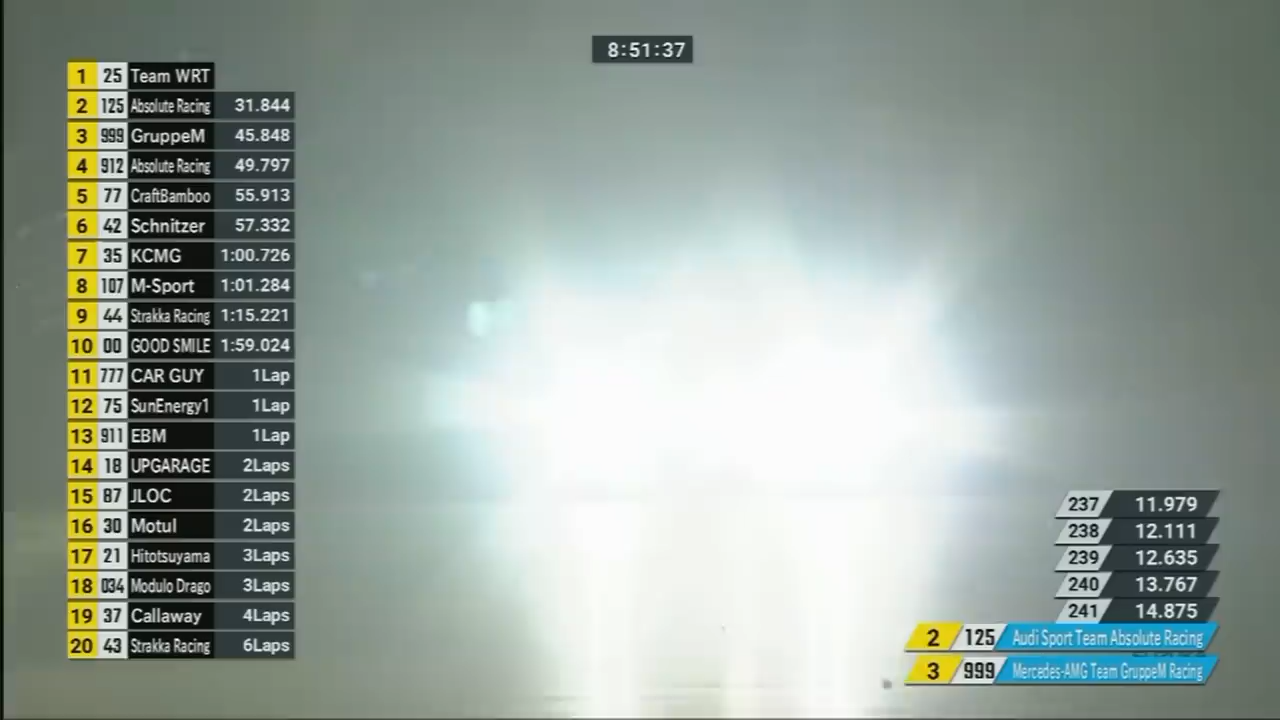 8:51:37
1 25 Team WRT
2 125 Absolute Racing 31.844
3 999 GruppeM 45.848
4 912 Absolute Racing 49.797
5 77 CraftBamboo 55.913
6 42 Schnitzer 57.332
7 35 KCMG 1:00.726
8 107 M-Sport 1:01.284
9 44 Strakka Racing 1:15.221
10 00 GOOD SMILE 1:59.024
11 777 CAR GUY 1Lap
12 75 SunEnergy1 1Lap
13 911 EBM 1Lap
14 18 UPGARAGE 2Laps
15 87 JLOC 2Laps
16 30 Motul 2Laps
17 21 Hitotsuyama 3Laps
18 034 Modulo Drago 3Laps
19 37 Callaway 4Laps
20 43 Strakka Racing 6Laps
237 11.979
238 12.111
239 12.635
240 13.767
241 14.875
2 125 Audi Sport Team Absolute Racing
3 999 Mercedes-AMG Team GruppeM Racing